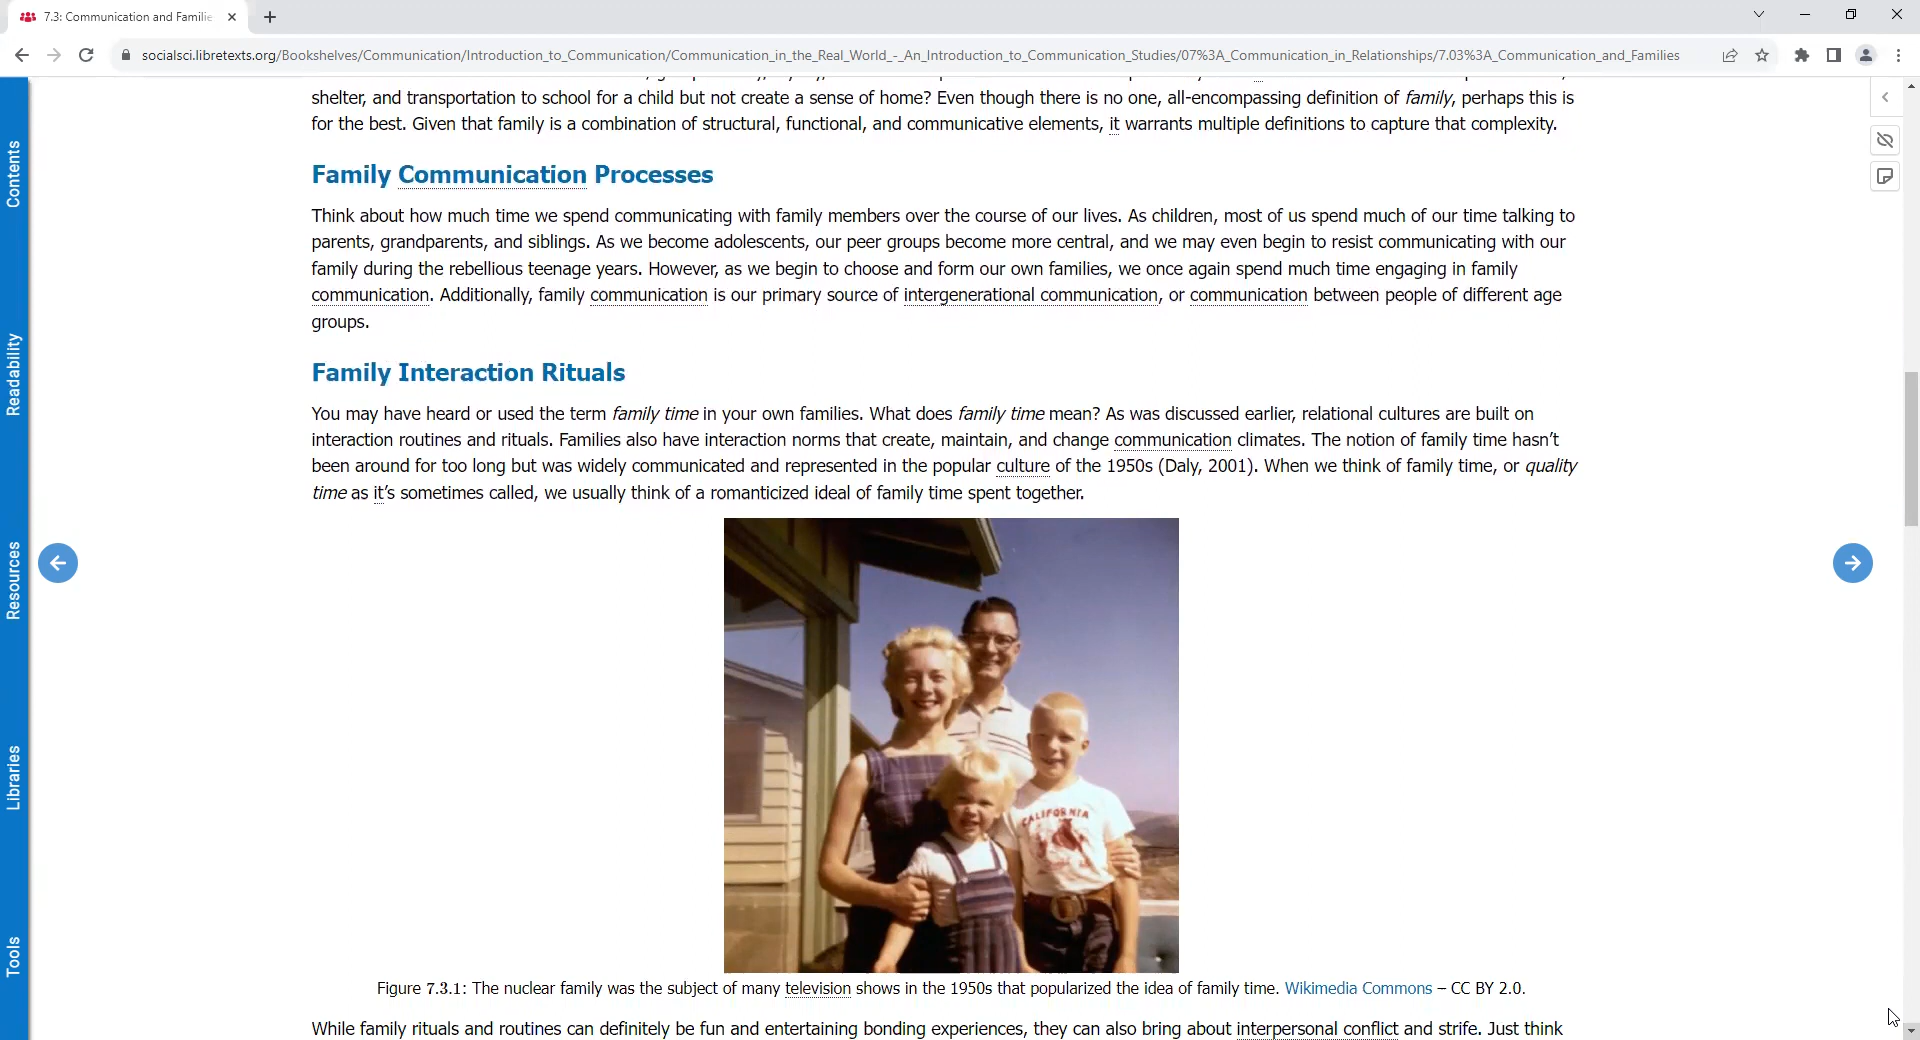 7.3: Communication and Familie
socialsci.libretexts.org/Bookshelves/Communication/Introduction_to_Communication/Communication_in_the_Real_World_-_An_Introduction_to_Communication_Studies/07%3A_Communication_in_Relationships/7.03%3A_Communication_and_Families
shelter, and transportation to school for a child but not create a sense of home? Even though there is no one, all-encompassing definition of family, perhaps this is
for the best. Given that family is a combination of structural, functional, and communicative elements, it warrants multiple definitions to capture that complexity.
Family Communication Processes
Think about how much time we spend communicating with family members over the course of our lives. As children, most of us spend much of our time talking to
parents, grandparents, and siblings. As we become adolescents, our peer groups become more central, and we may even begin to resist communicating with our
family during the rebellious teenage years. However, as we begin to choose and form our own families, we once again spend much time engaging in family
communication. Additionally, family communication is our primary source of intergenerational communication, or communication between people of different age
groups.
Family Interaction Rituals
You may have heard or used the term family time in your own families. What does family time mean? As was discussed earlier, relational cultures are built on
interaction routines and rituals. Families also have interaction norms that create, maintain, and change communication climates. The notion of family time hasn't
been around for too long but was widely communicated and represented in the popular culture of the 1950s (Daly, 2001). When we think of family time, or quality
time as it's sometimes called, we usually think of a romanticized ideal of family time spent together.
CALIFORNIA
Figure 7.3.1: The nuclear family was the subject of many television shows in the 1950s that popularized the idea of family time. Wikimedia Commons – CC BY 2.0.
While family rituals and routines can definitely be fun and entertaining bonding experiences, they can also bring about interpersonal conflict and strife. Just think
Contents
Readability
Resources
Libraries
Tools